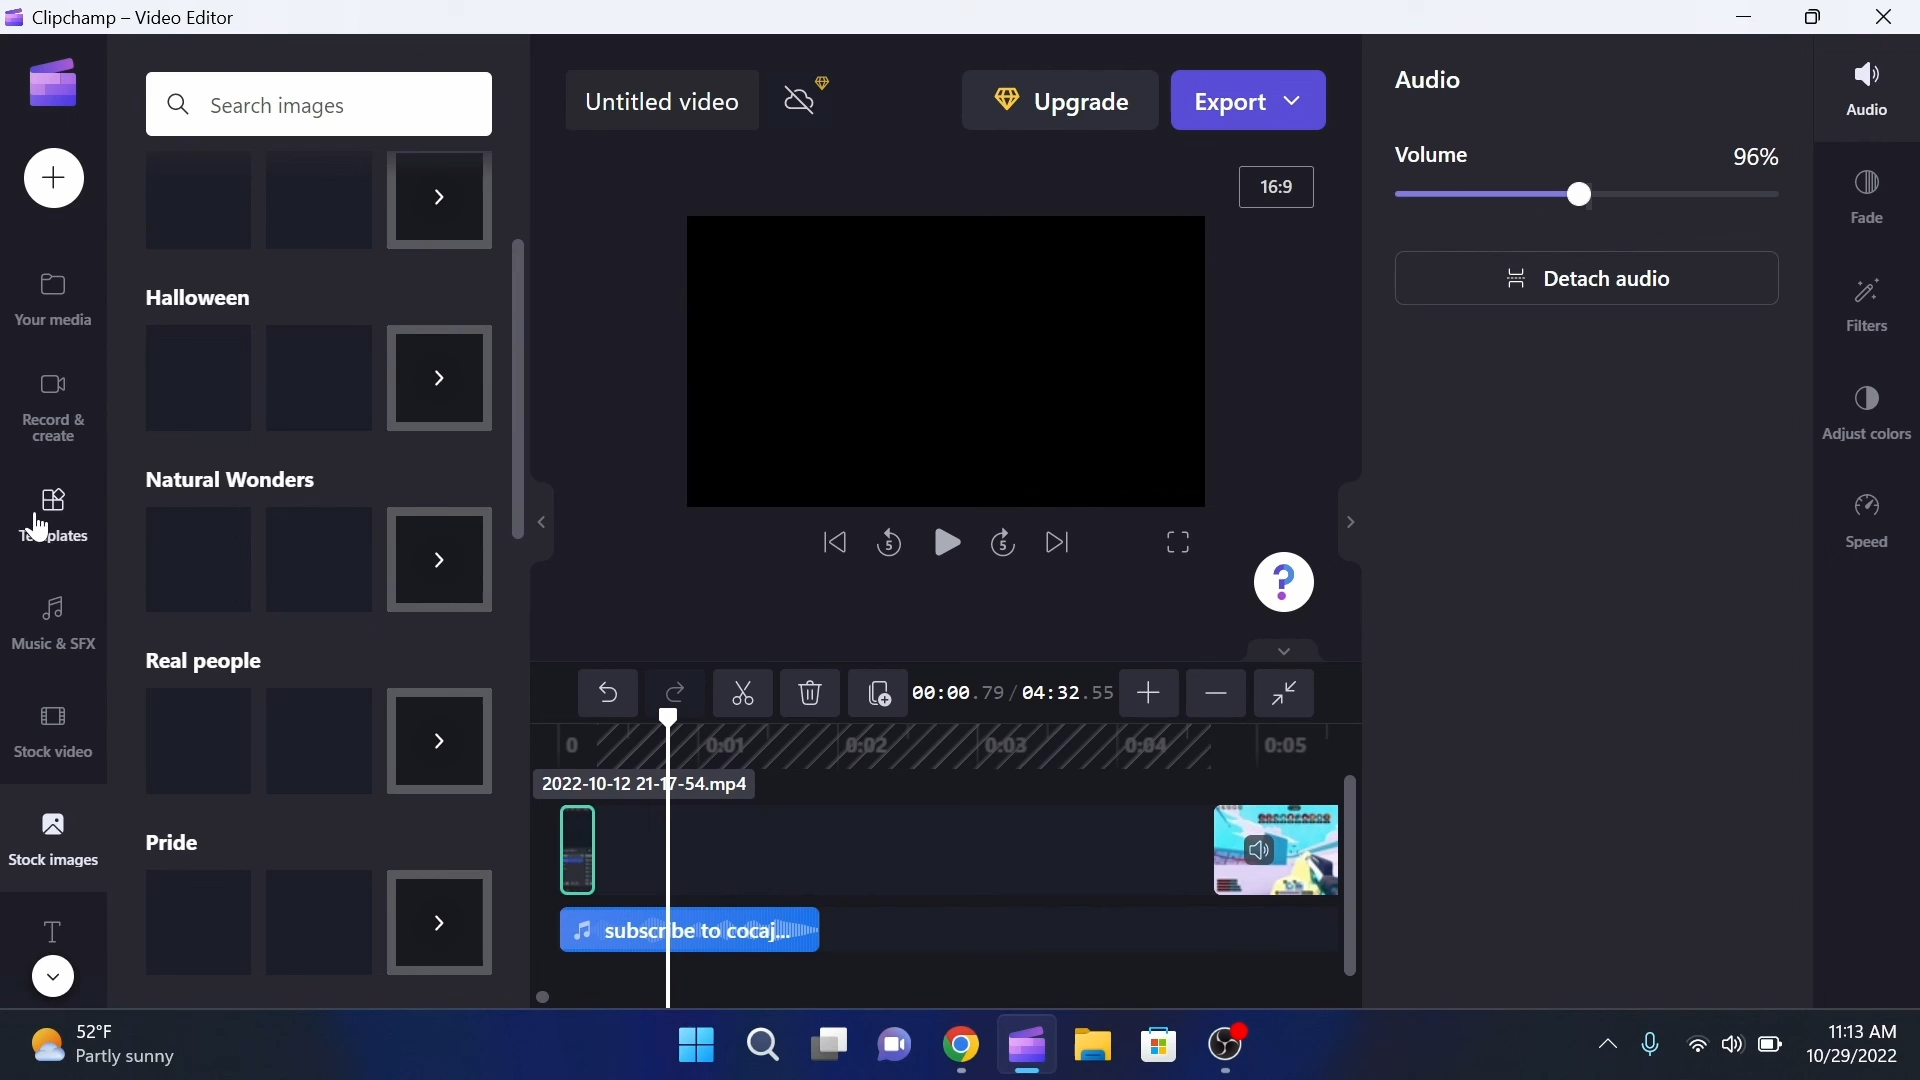 Clipchamp – Video Editor
Search images
Halloween
Natural Wonders
Real people
Pride
Your media
Record &
create
Music & SFX
Stock video
Stock images
T
Untitled video
Upgrade
Export
16:9
5
5
?
00:00.79 / 04:32.55
0
0:01
0:02
0:03
0:04
0:05
2022-10-12 21-17-54.mp4
subscribe to cocaj...
Audio
Volume
96%
Detach audio
Audio
Fade
Filters
Adjust colors
Speed
52°F
Partly sunny
11:13 AM
10/29/2022